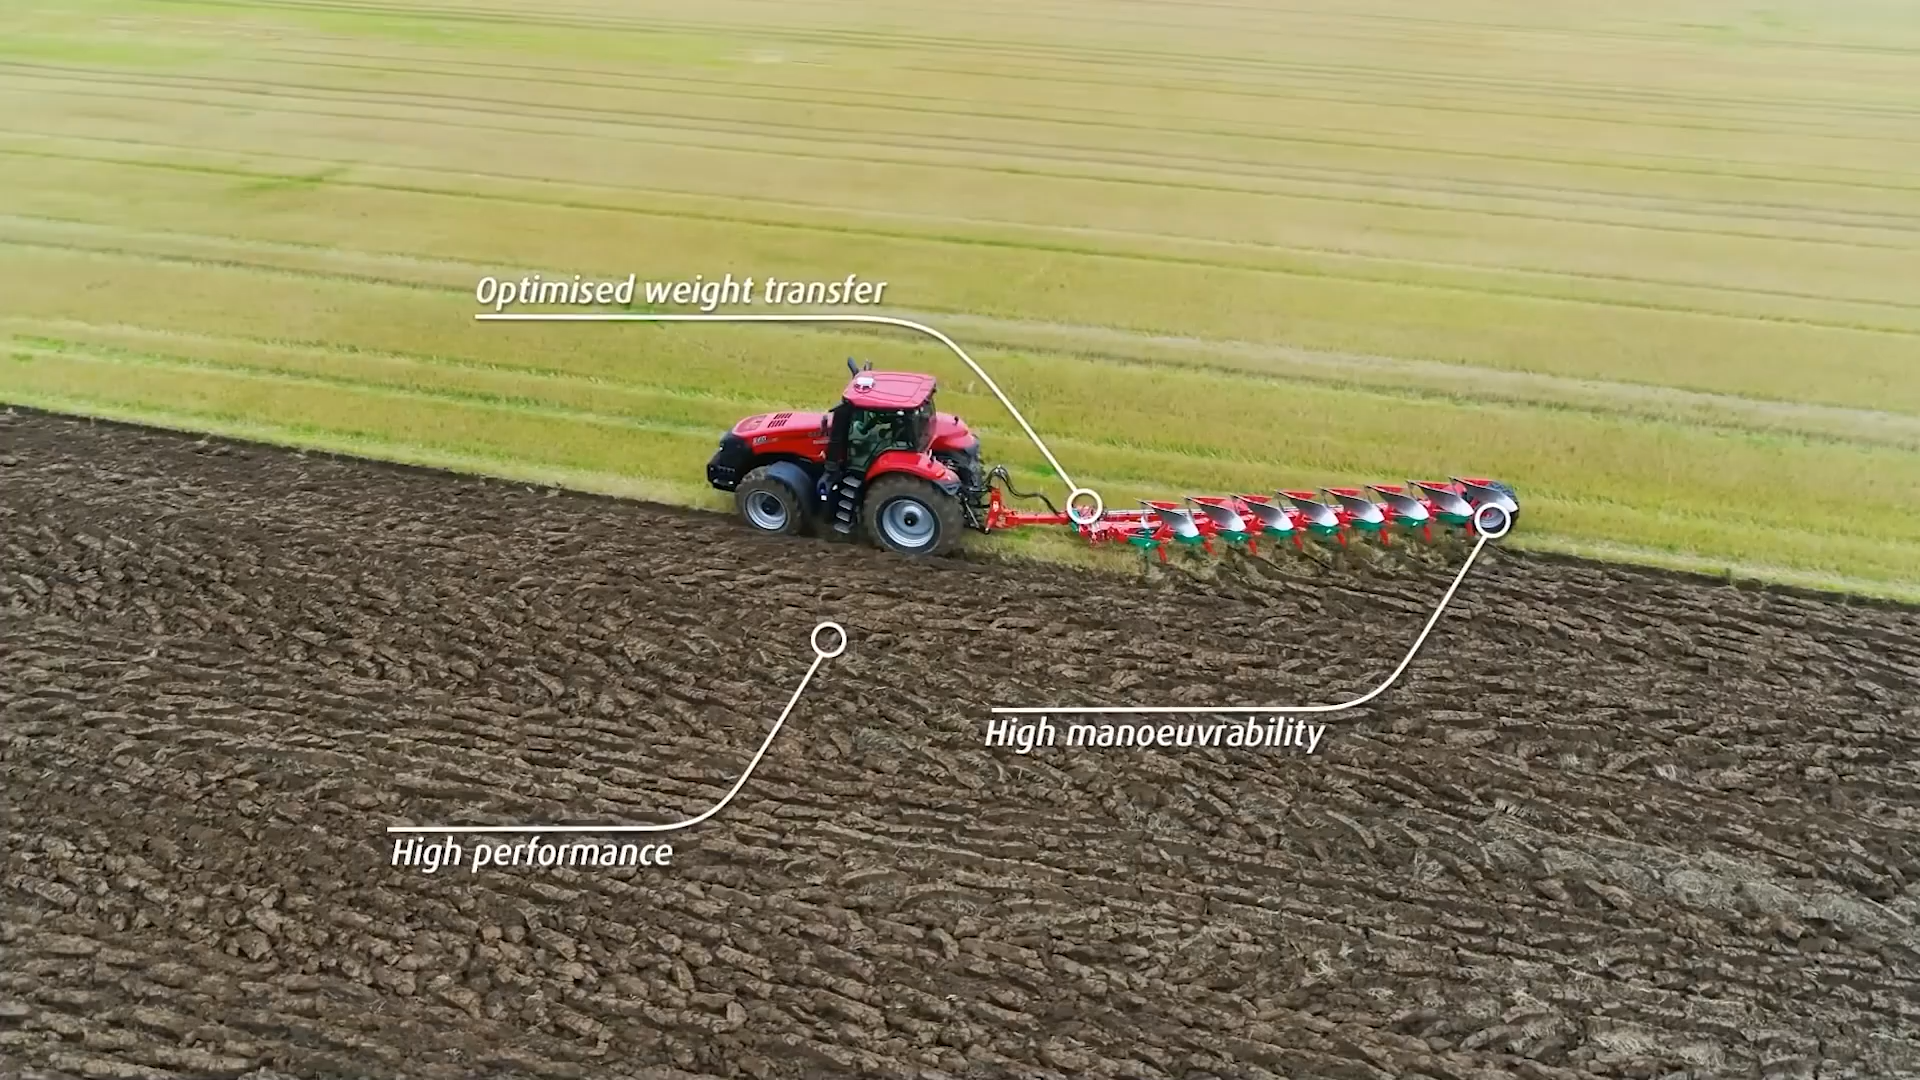 Optimised weight transfer
High manoeuvrability
High performance